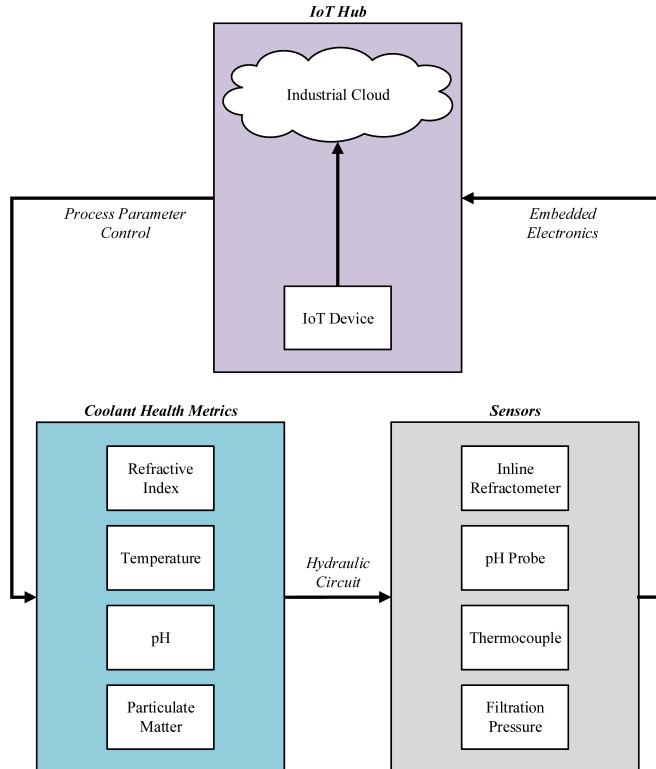 IoT Hub
Industrial Cloud
Process Parameter
Control
Embedded
Electronics
IoT Device
Coolant Health Metrics
Sensors
Refractive
Index
Temperature
pH
Particulate
Matter
Hydraulic
Circuit
Inline
Refractometer
pH Probe
Thermocouple
Filtration
Pressure